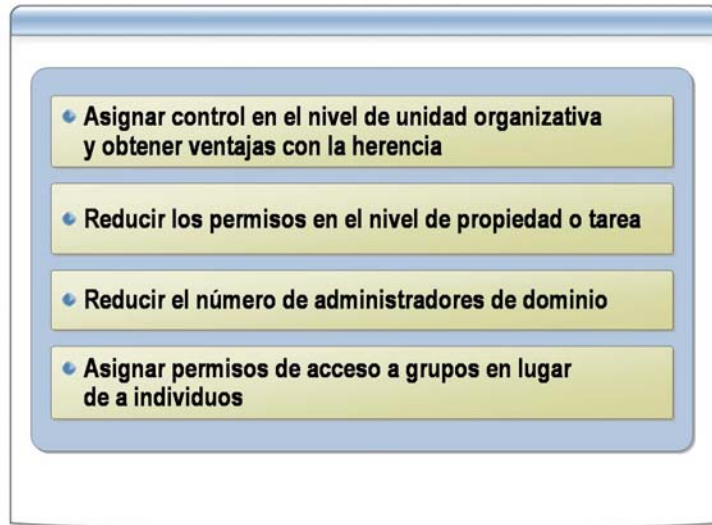 Asignar control en el nivel de unidad organizativa
y obtener ventajas con la herencia
Reducir los permisos en el nivel de propiedad o tarea
Reducir el número de administradores de dominio
Asignar permisos de acceso a grupos en lugar
de a individuos